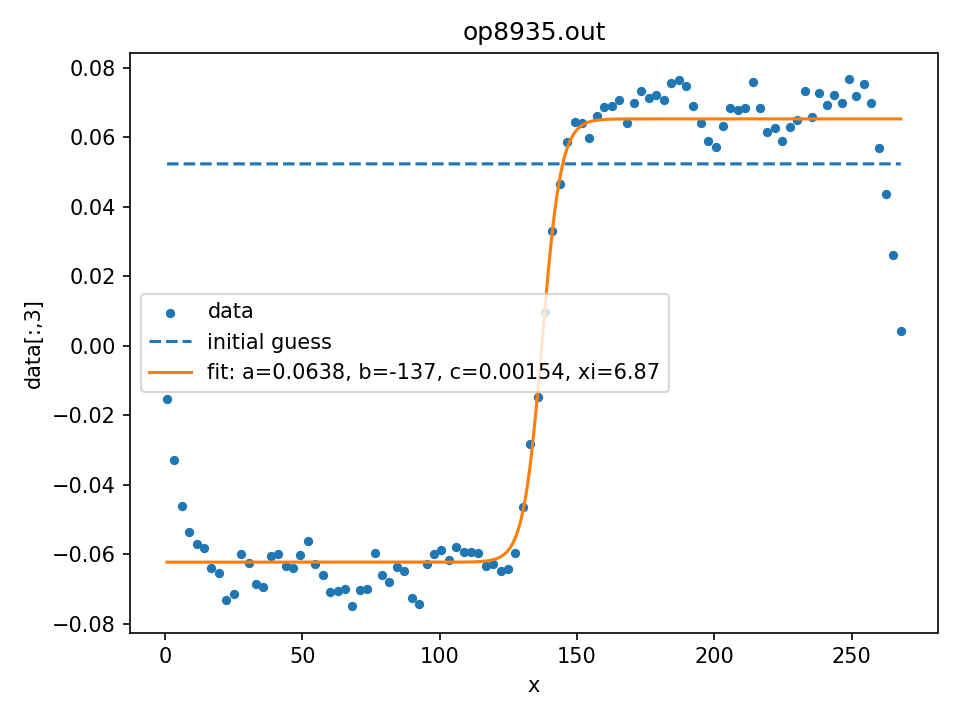 op8935.out
0.08
0.06
0.04
0.02
0.00
−0.02
−0.04
−0.06
−0.08
data[:,3]
data
initial guess
fit: a=0.0638, b=-137, c=0.00154, xi=6.87
0 50 100 150 200 250
x